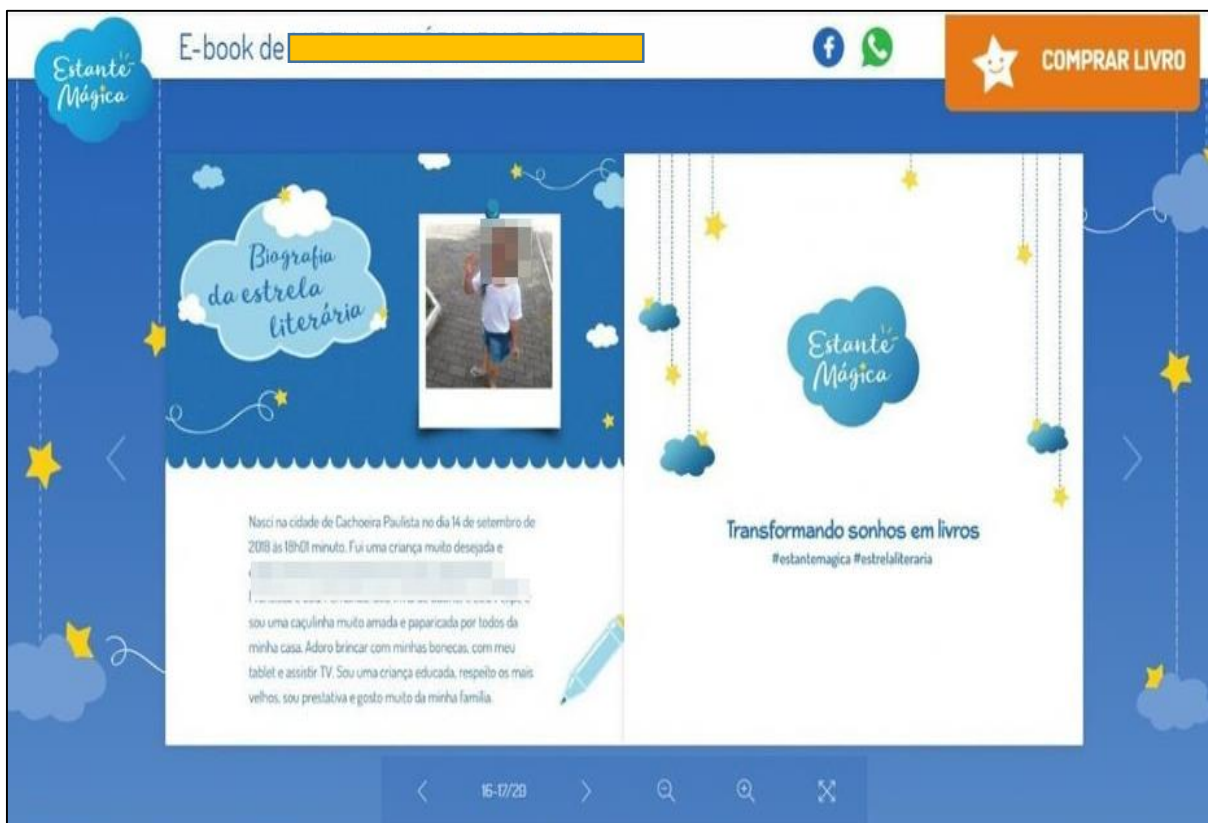 Estante
Mágica
E-book de
COMPRAR LIVRO
Biografia
da estrela
literária
Nasci na cidade de Cachoeira Paulista no dia 14 de setembro de
2018 às 18h01 minuto. Fui uma criança muito desejada e
sou uma caçulinha muito amada e paparicada por todos da
minha casa. Adoro brincar com minhas bonecas, com meu
tablet e assistir TV. Sou uma criança educada, respeito os mais
velhos, sou prestativa e gosto muito da minha família.
Estante
Mágica
Transformando sonhos em livros
#estantemagica #estrelaliteraria
16-17/20